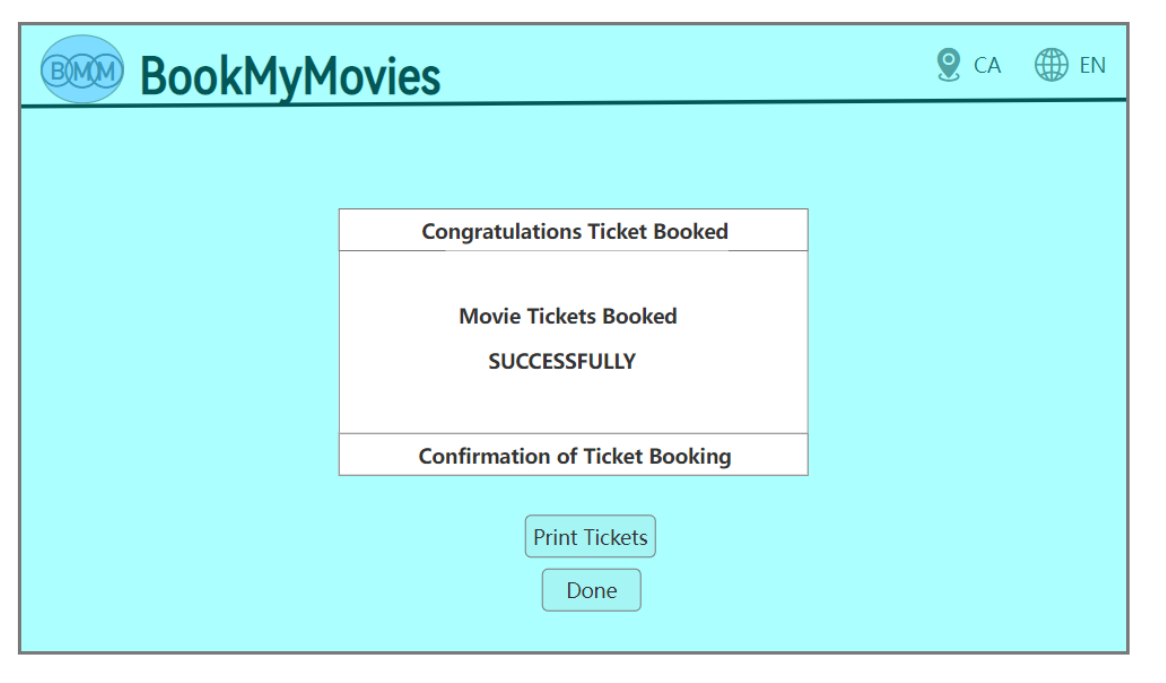 BMM BookMyMovies CA EN
Congratulations Ticket Booked
Movie Tickets Booked
SUCCESSFULLY
Confirmation of Ticket Booking
Print Tickets
Done